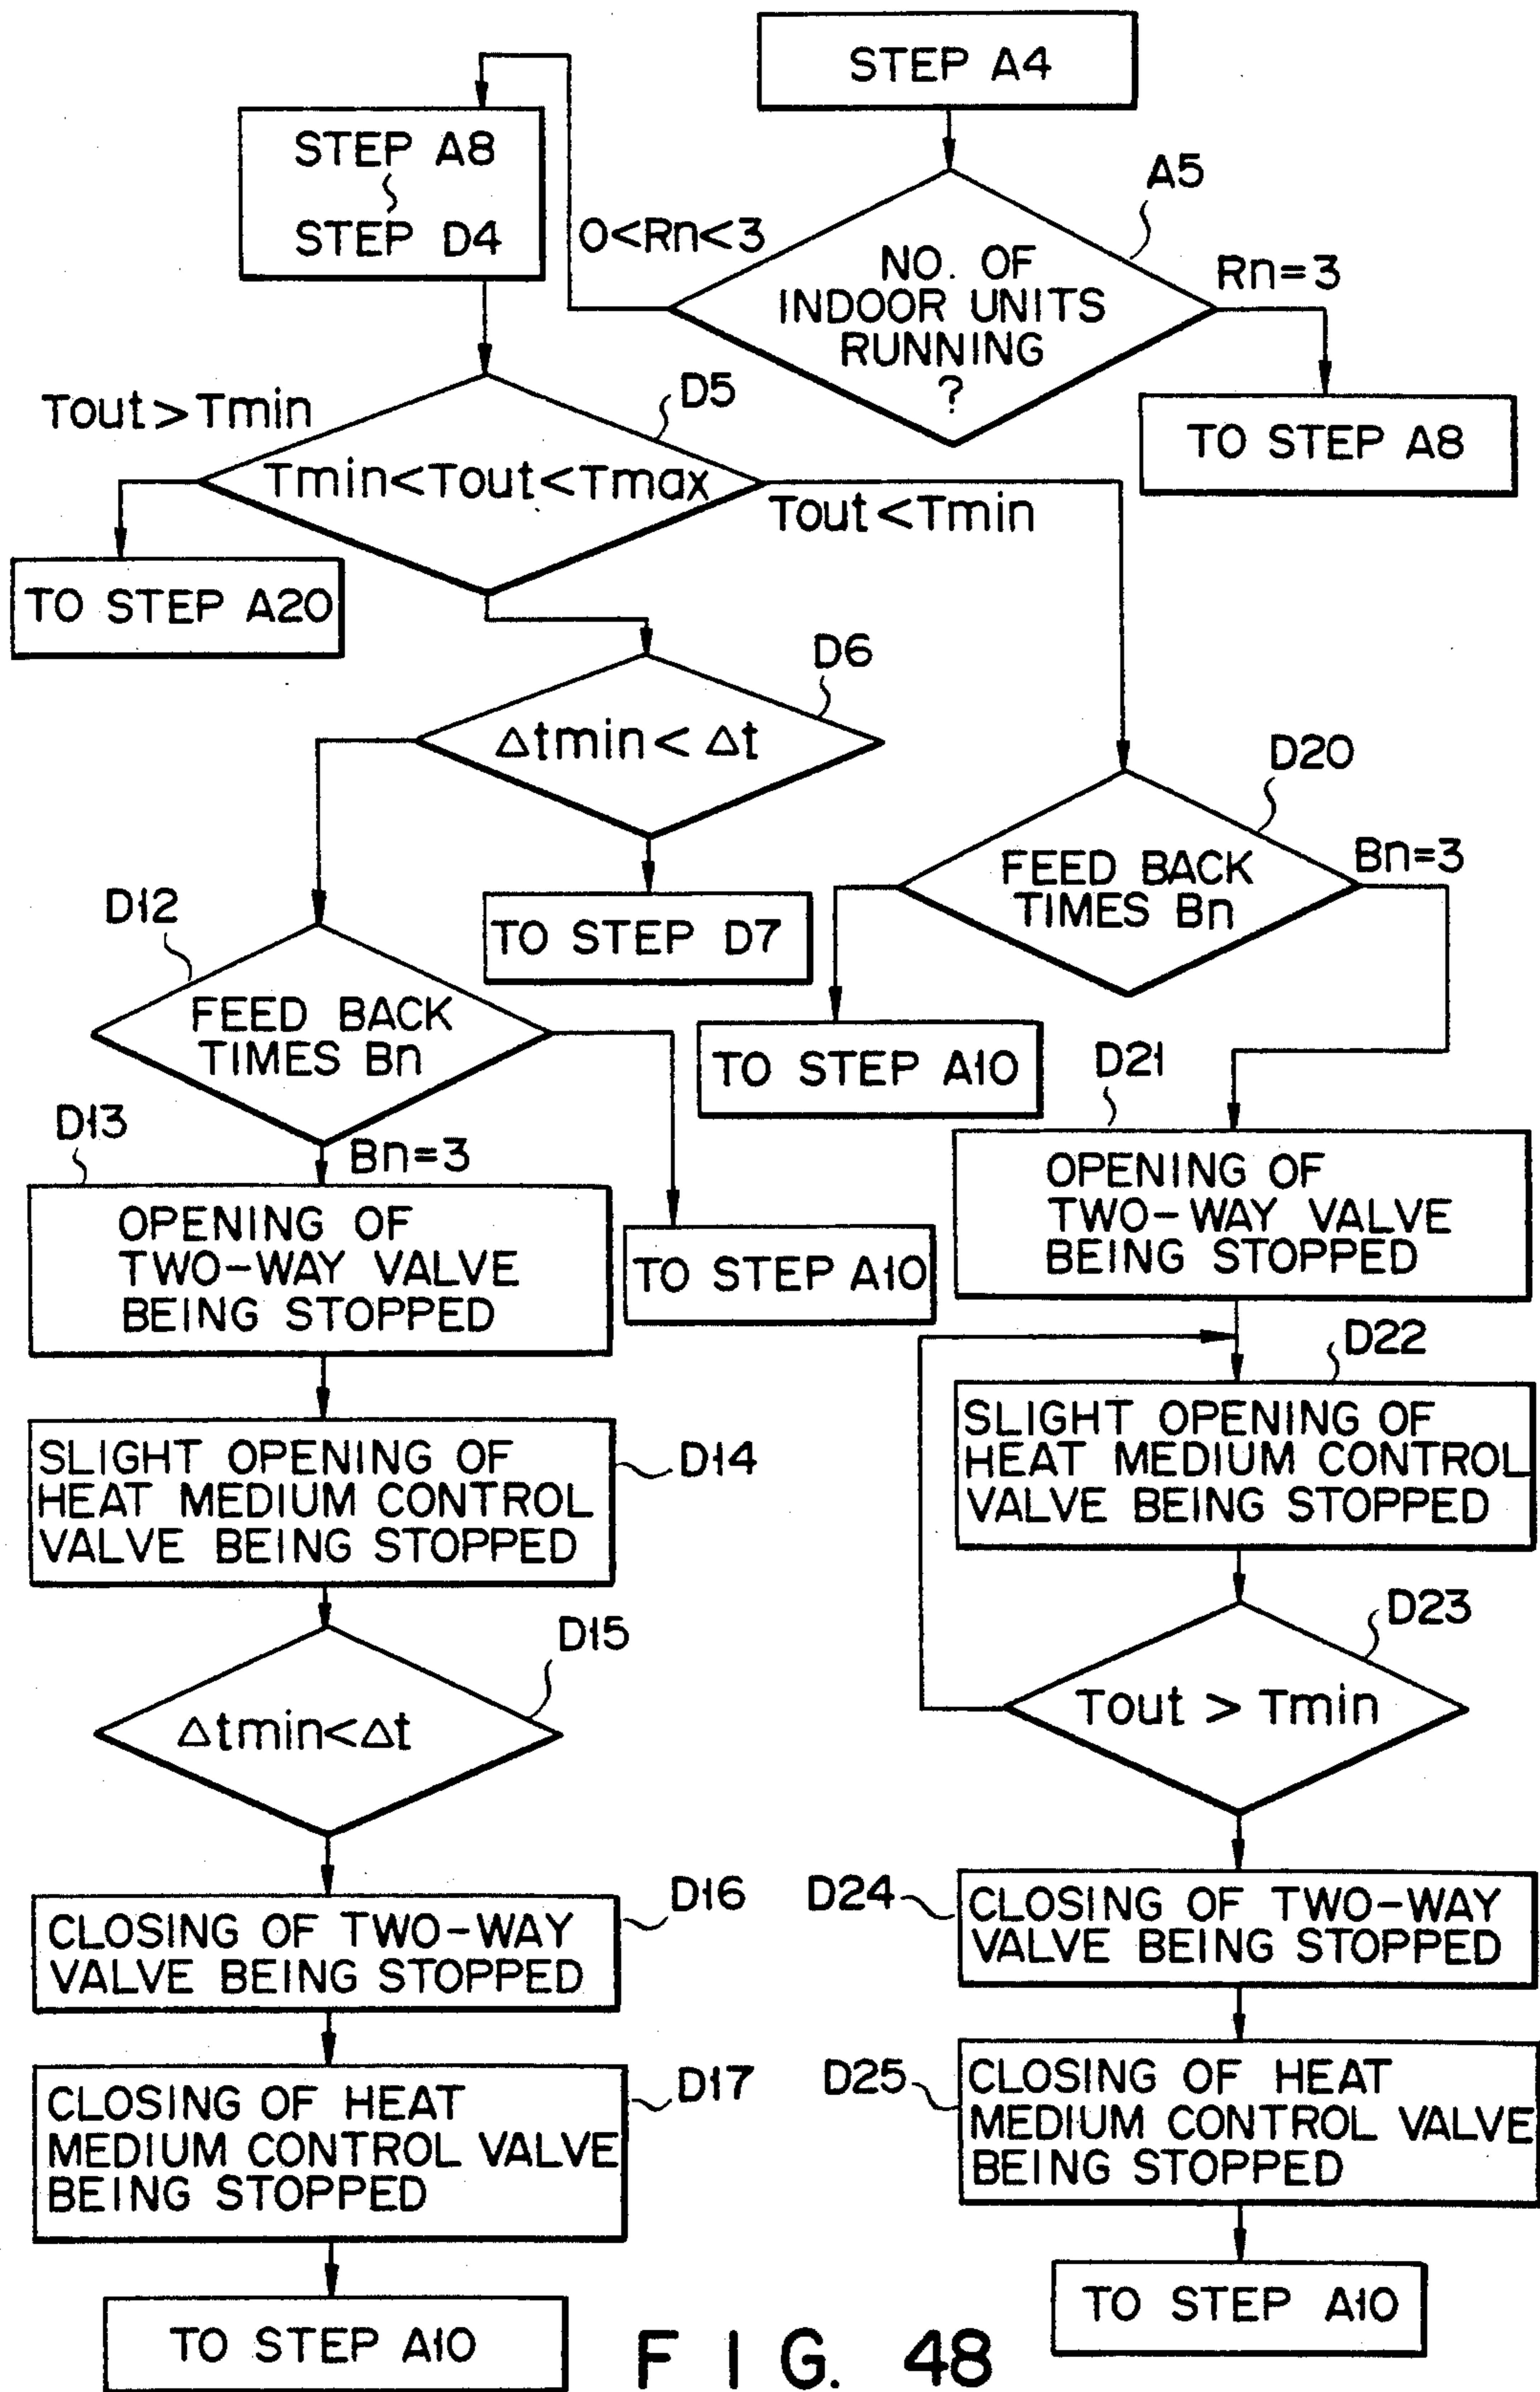 STEP A4
STEP A8
STEP D4
0<Rn<3
A5
NO. OF
INDOOR UNITS
RUNNING
?
Rn=3
TO STEP A8
Tout>Tmin
D5
Tmin<Tout<Tmax
Tout<Tmin
TO STEP A20
D6
Δtmin< Δt
TO STEP D7
D20
FEED BACK
TIMES Bn
Bn=3
TO STEP A10
D12
FEED BACK
TIMES Bn
Bn=3
TO STEP A10
D13
OPENING OF
TWO-WAY VALVE
BEING STOPPED
D21
OPENING OF
TWO-WAY VALVE
BEING STOPPED
D14
SLIGHT OPENING OF
HEAT MEDIUM CONTROL
VALVE BEING STOPPED
D22
SLIGHT OPENING OF
HEAT MEDIUM CONTROL
VALVE BEING STOPPED
D15
Δtmin<Δt
D23
Tout > Tmin
D16
CLOSING OF TWO-WAY
VALVE BEING STOPPED
D24
CLOSING OF TWO-WAY
VALVE BEING STOPPED
D17
CLOSING OF HEAT
MEDIUM CONTROL VALVE
BEING STOPPED
D25
CLOSING OF HEAT
MEDIUM CONTROL VALVE
BEING STOPPED
TO STEP A10
TO STEP A10
FIG. 48